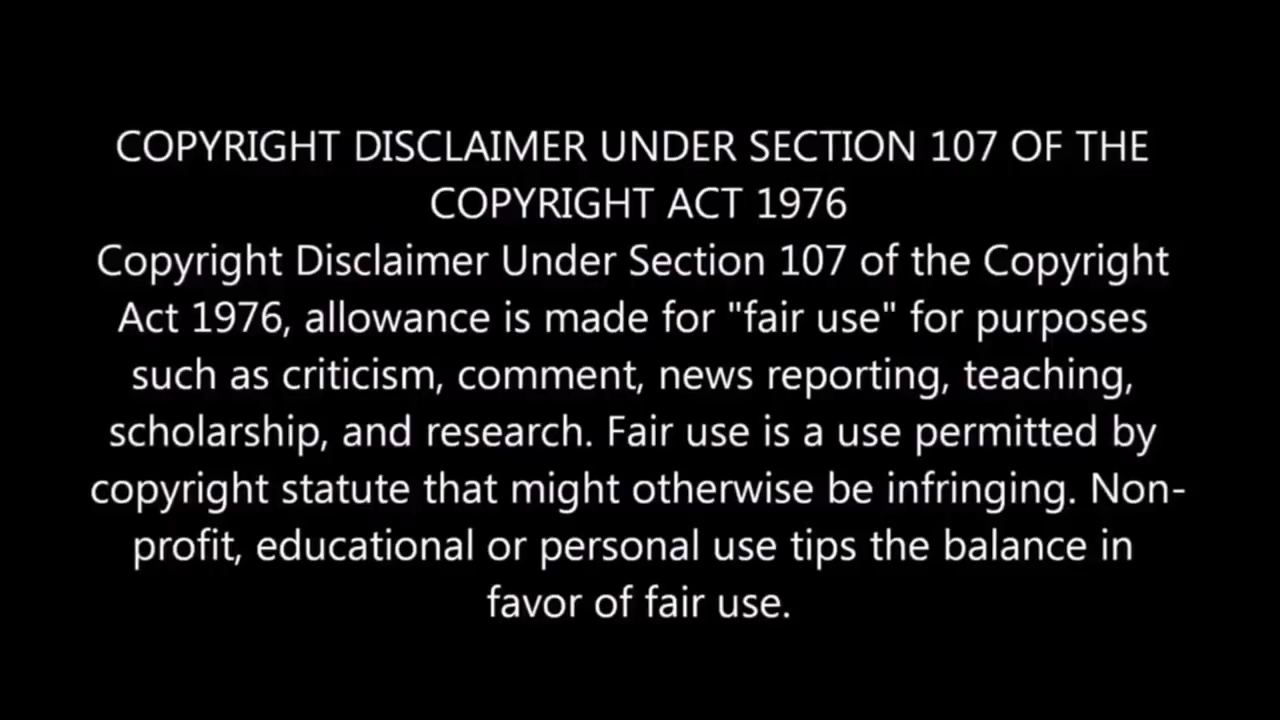 COPYRIGHT DISCLAIMER UNDER SECTION 107 OF THE
COPYRIGHT ACT 1976
Copyright Disclaimer Under Section 107 of the Copyright
Act 1976, allowance is made for "fair use" for purposes
such as criticism, comment, news reporting, teaching,
scholarship, and research. Fair use is a use permitted by
copyright statute that might otherwise be infringing. Non-
profit, educational or personal use tips the balance in
favor of fair use.